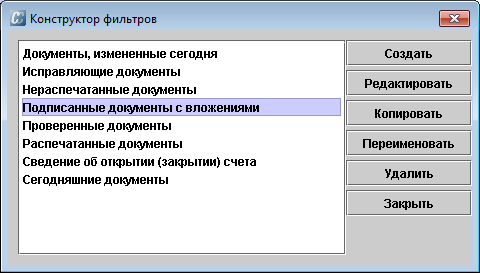 Конструктор фильтров
Документы, измененные сегодня
Исправляющие документы
Нераспечатанные документы
Подписанные документы с вложениями
Проверенные документы
Распечатанные документы
Сведение об открытии (закрытии) счета
Сегодняшние документы
Создать
Редактировать
Копировать
Переименовать
Удалить
Закрыть